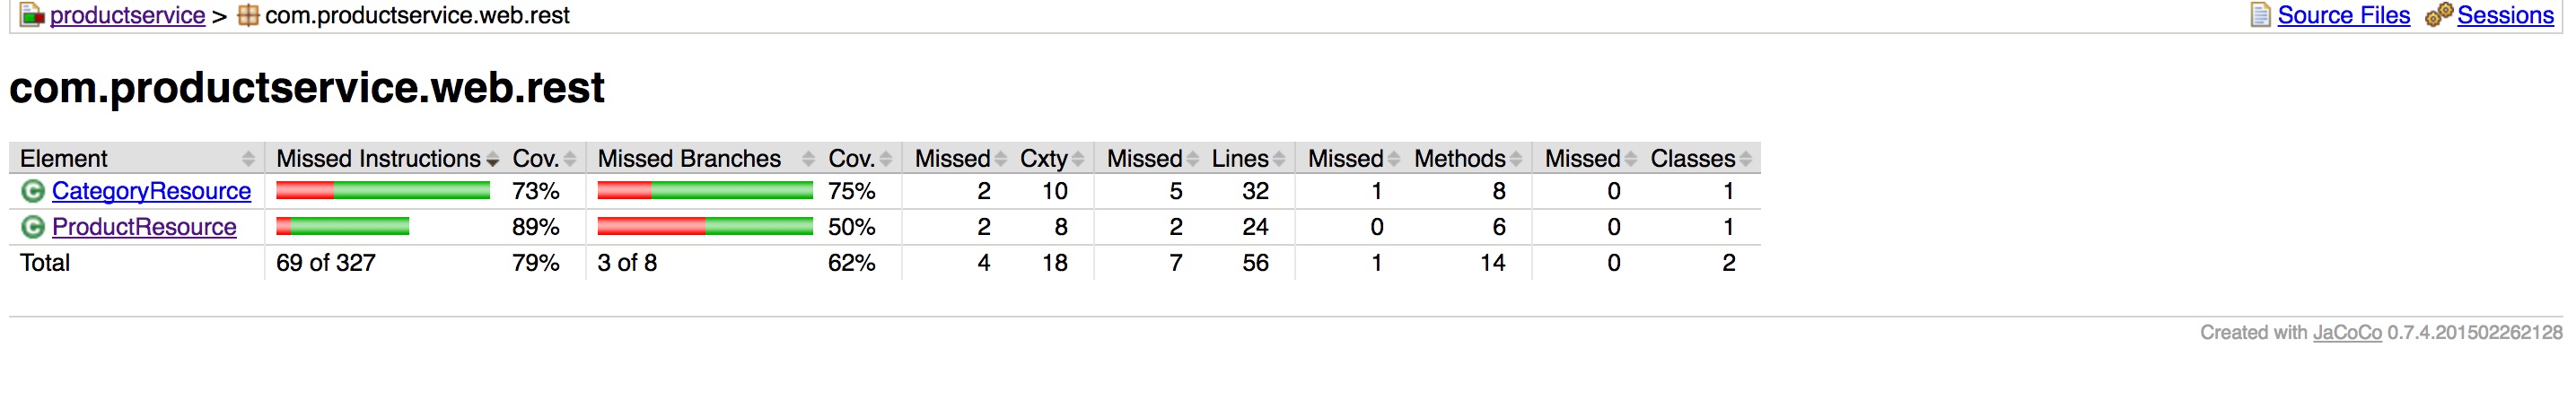 productservice > com.productservice.web.rest Source Files Sessions
com.productservice.web.rest
Element Missed Instructions Cov. Missed Branches Cov. Missed Cxty Missed Lines Missed Methods Missed Classes
CategoryResource 73% 75% 2 10 5 32 1 8 0 1
ProductResource 89% 50% 2 8 2 24 0 6 0 1
Total 69 of 327 79% 3 of 8 62% 4 18 7 56 1 14 0 2
Created with JaCoCo 0.7.4.201502262128